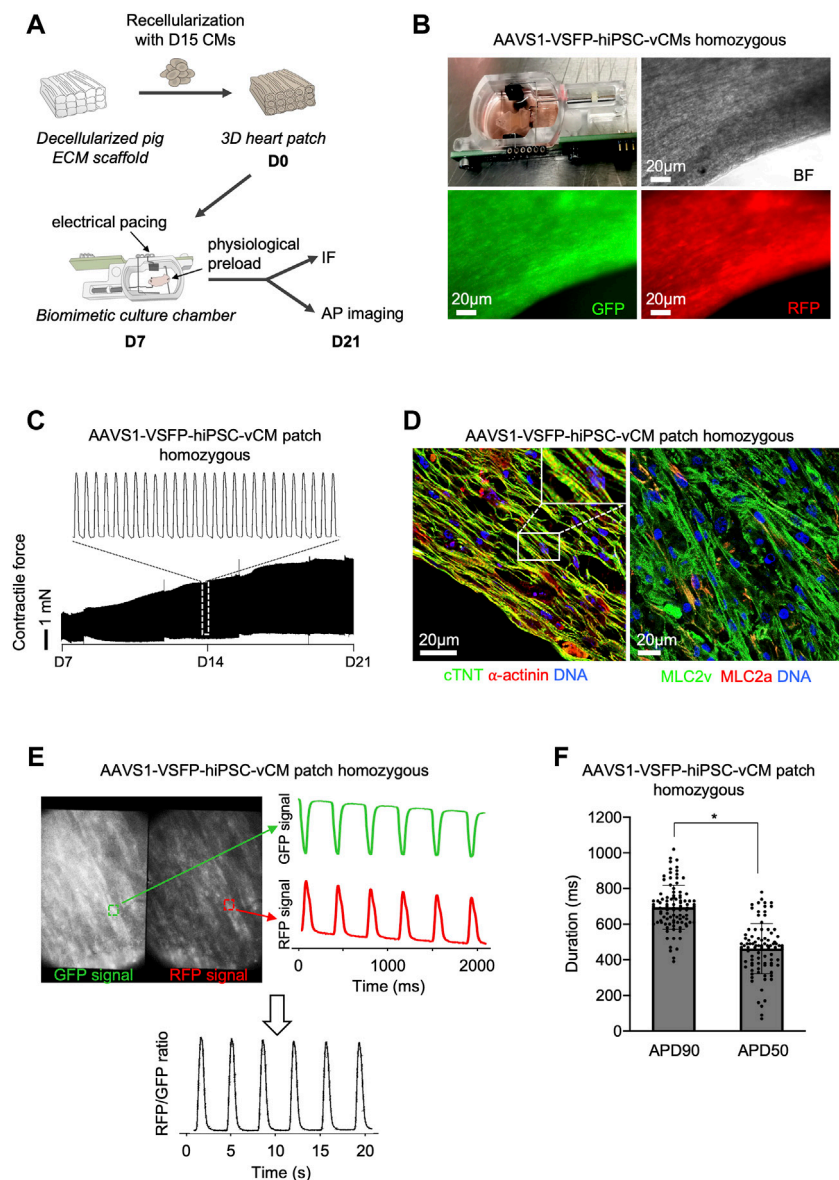 A
Recellularization
with D15 CMs
Decellularized pig
ECM scaffold
3D heart patch
D0
electrical pacing
physiological
preload
IF
AP imaging
Biomimetic culture chamber
D7
D21
B
AAVS1-VSFP-hiPSC-vCMs homozygous
20µm
BF
20µm
GFP
20µm
RFP
C
AAVS1-VSFP-hiPSC-vCM patch
homozygous
Contractile force
1 mN
D7
D14
D21
D
AAVS1-VSFP-hiPSC-vCM patch homozygous
20µm
20µm
cTNT α-actinin DNA
MLC2v MLC2a DNA
E
AAVS1-VSFP-hiPSC-vCM patch homozygous
GFP signal
RFP signal
GFP signal
RFP signal
0 1000 2000
Time (ms)
RFP/GFP ratio
0 5 10 15 20
Time (s)
F
AAVS1-VSFP-hiPSC-vCM patch
homozygous
*
Duration (ms)
1200
1000
800
600
400
200
0
APD90 APD50